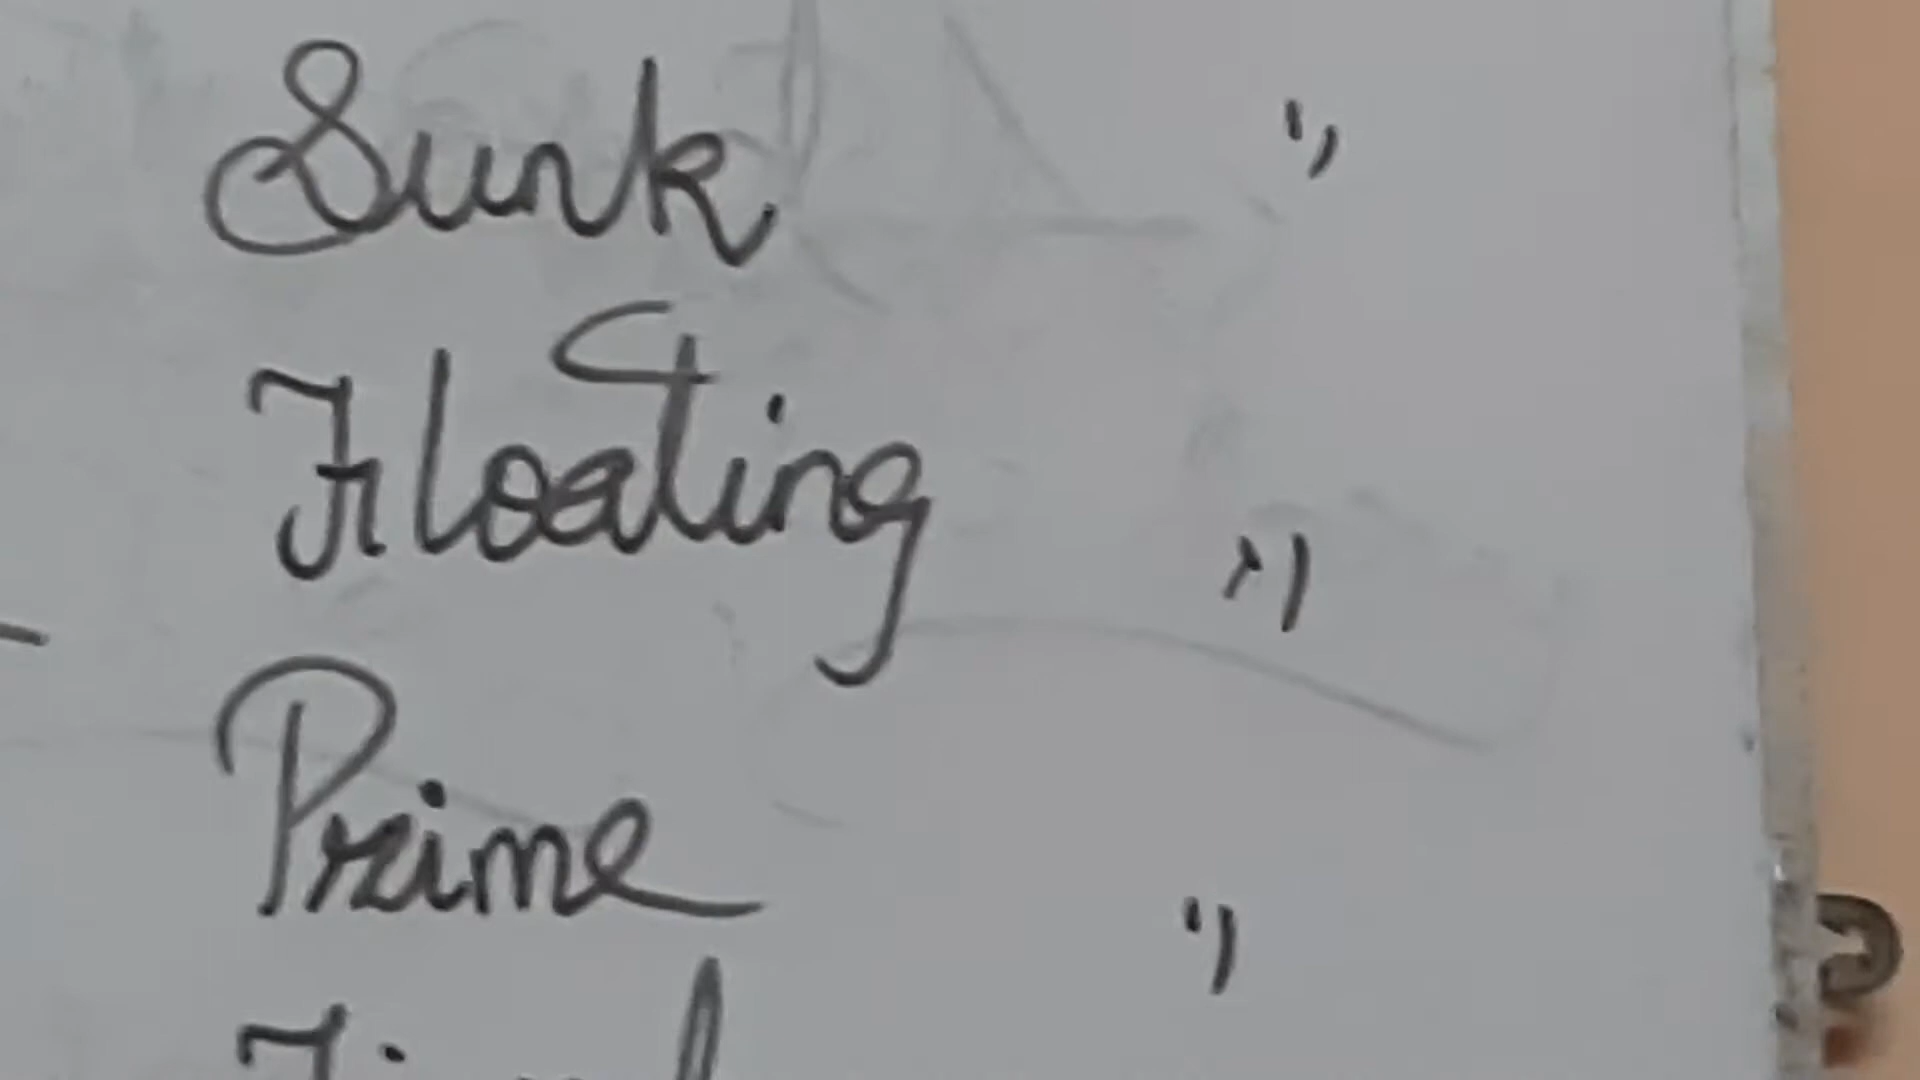 Sunk "
Floating "
Prime "